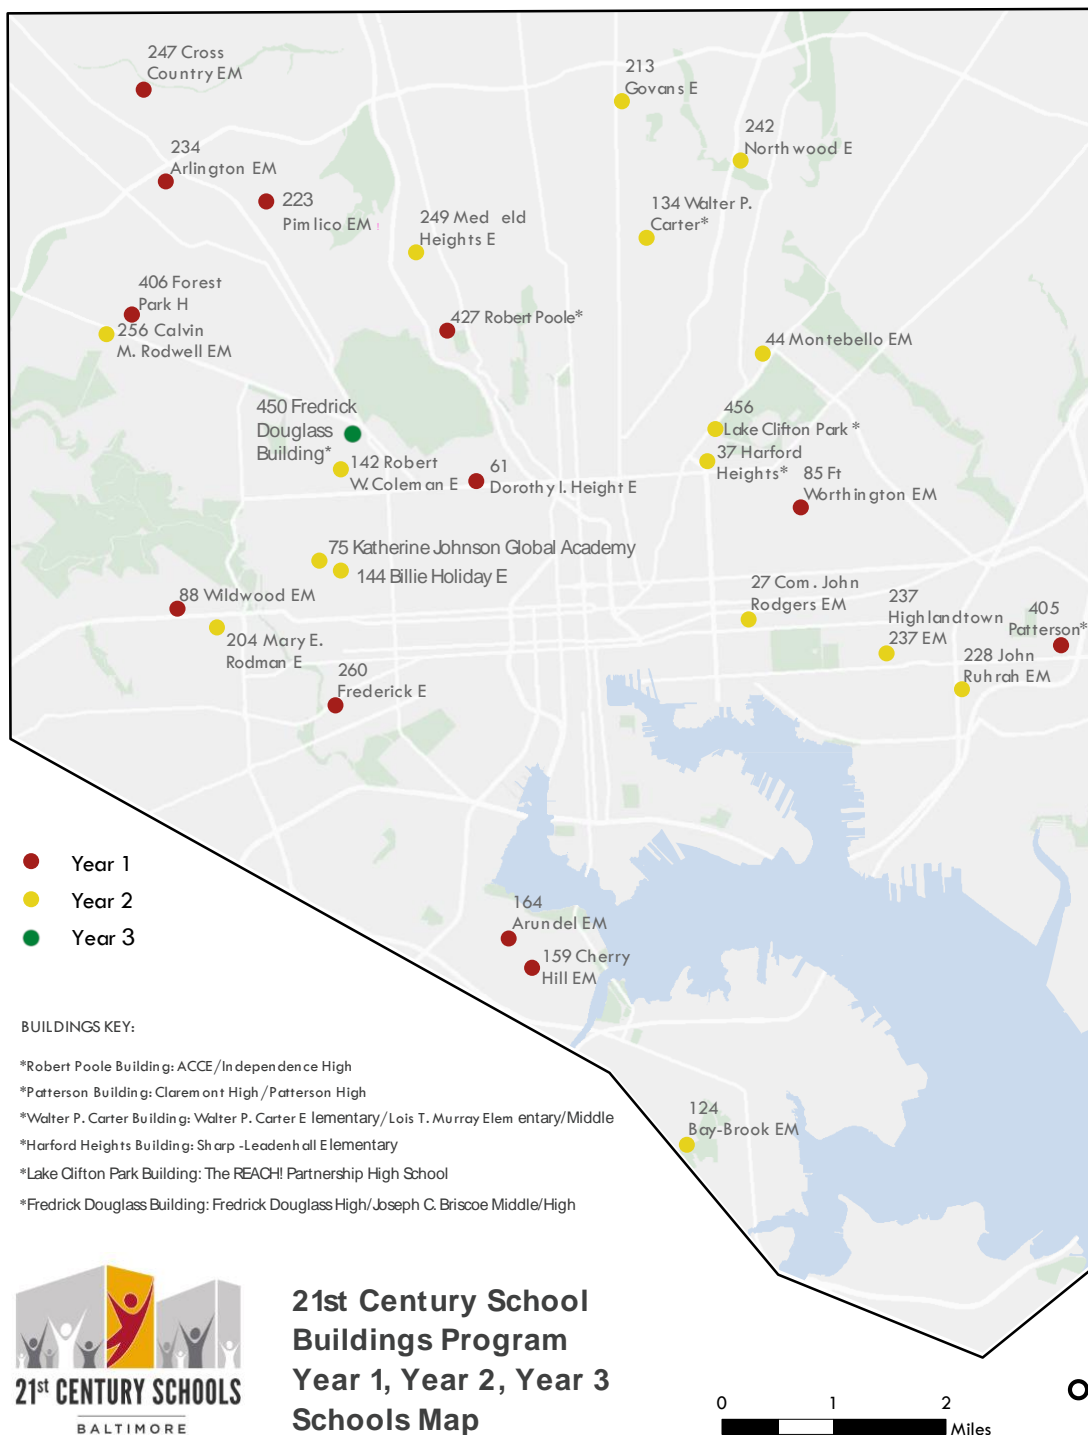 247 Cross
Country EM
213
Govans E
242
Northwood E
234
Arlington EM
223
Pimlico EM
134 Walter P.
Carter*
249 Med eld
Heights E
406 Forest
Park H
256 Calvin
M. Rodwell EM
427 Robert Poole*
44 Montebello EM
450 Fredrick
Douglass
Building*
456
Lake Clifton Park *
37 Harford
Heights*
142 Robert
W. Coleman E
61
Dorothy I. Height E
85 Ft
Worthington EM
75 Katherine Johnson Global Academy
144 Billie Holiday E
88 Wildwood EM
27 Com. John
Rodgers EM
237
Highlandtown
237 EM
405
Patterson*
204 Mary E.
Rodman E
228 John
Ruhrah EM
260
Frederick E
Year 1
Year 2
Year 3
164
Arundel EM
159 Cherry
Hill EM
BUILDINGS KEY:
*Robert Poole Building: ACCE/Independence High
*Patterson Building: Claremont High/Patterson High
*Walter P. Carter Building: Walter P. Carter E lementary/Lois T. Murray Elem entary/Middle
*Harford Heights Building: Sharp -Leadenhall Elementary
*Lake Clifton Park Building: The REACH! Partnership High School
*Fredrick Douglass Building: Fredrick Douglass High/Joseph C. Briscoe Middle/High
124
Bay-Brook EM
21st CENTURY SCHOOLS
BALTIMORE
21st Century School
Buildings Program
Year 1, Year 2, Year 3
Schools Map
0 1 2
Miles